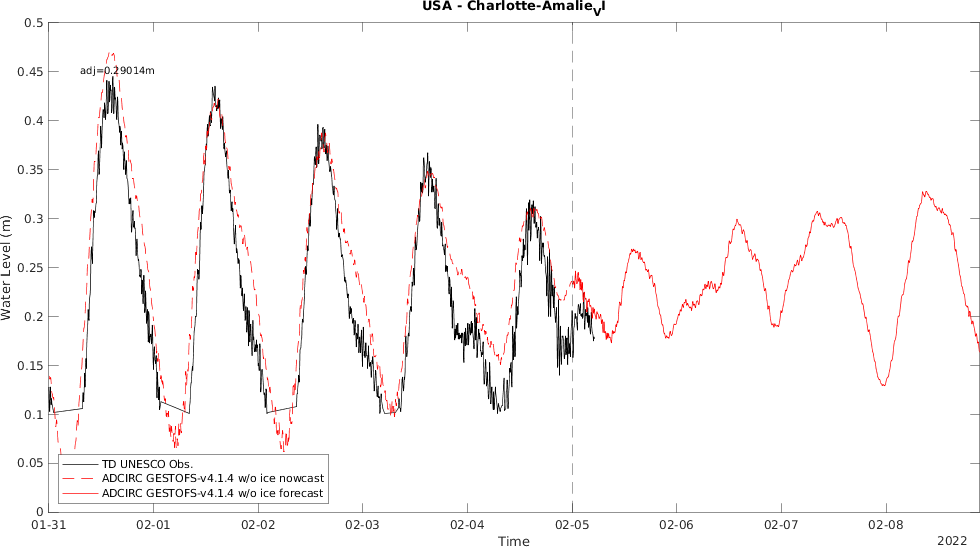 USA - Charlotte-Amalie_VI
0.5
0.45
adj=0.29014m
0.4
0.35
0.3
0.25
0.2
0.15
0.1
0.05
0
Water Level (m)
TD UNESCO Obs.
ADCIRC GESTOFS-v4.1.4 w/o ice nowcast
ADCIRC GESTOFS-v4.1.4 w/o ice forecast
01-31 02-01 02-02 02-03 02-04 02-05 02-06 02-07 02-08
Time
2022